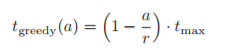 t_greedy(a) = (1 − a/r) · t_max